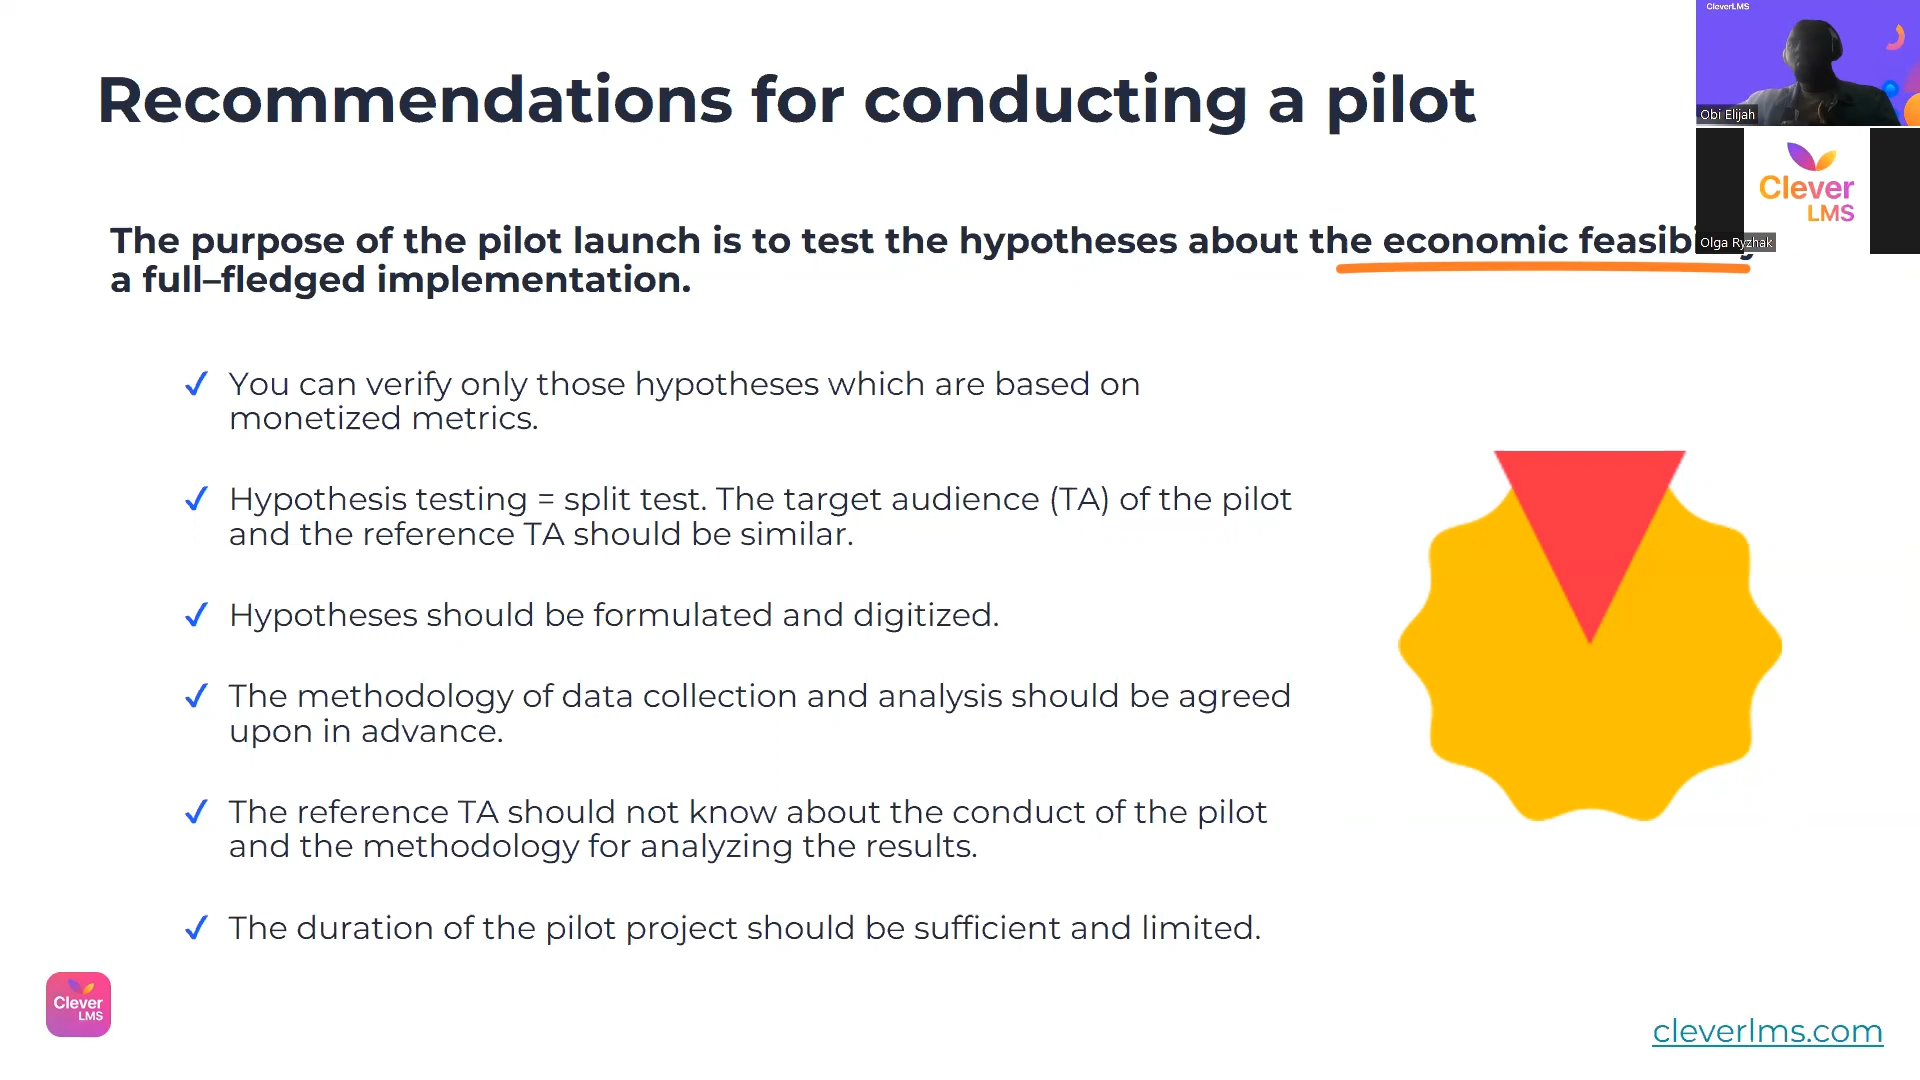 CleverLMS
Recommendations for conducting a pilot
Obi Elijah
Clever
LMS
Olga Ryzhak
The purpose of the pilot launch is to test the hypotheses about the economic
a full–fledged implementation.
✓ You can verify only those hypotheses which are based on
monetized metrics.
✓ Hypothesis testing = split test. The target audience (TA) of the pilot
and the reference TA should be similar.
✓ Hypotheses should be formulated and digitized.
✓ The methodology of data collection and analysis should be agreed
upon in advance.
✓ The reference TA should not know about the conduct of the pilot
and the methodology for analyzing the results.
✓ The duration of the pilot project should be sufficient and limited.
Clever
LMS
cleverlms.com